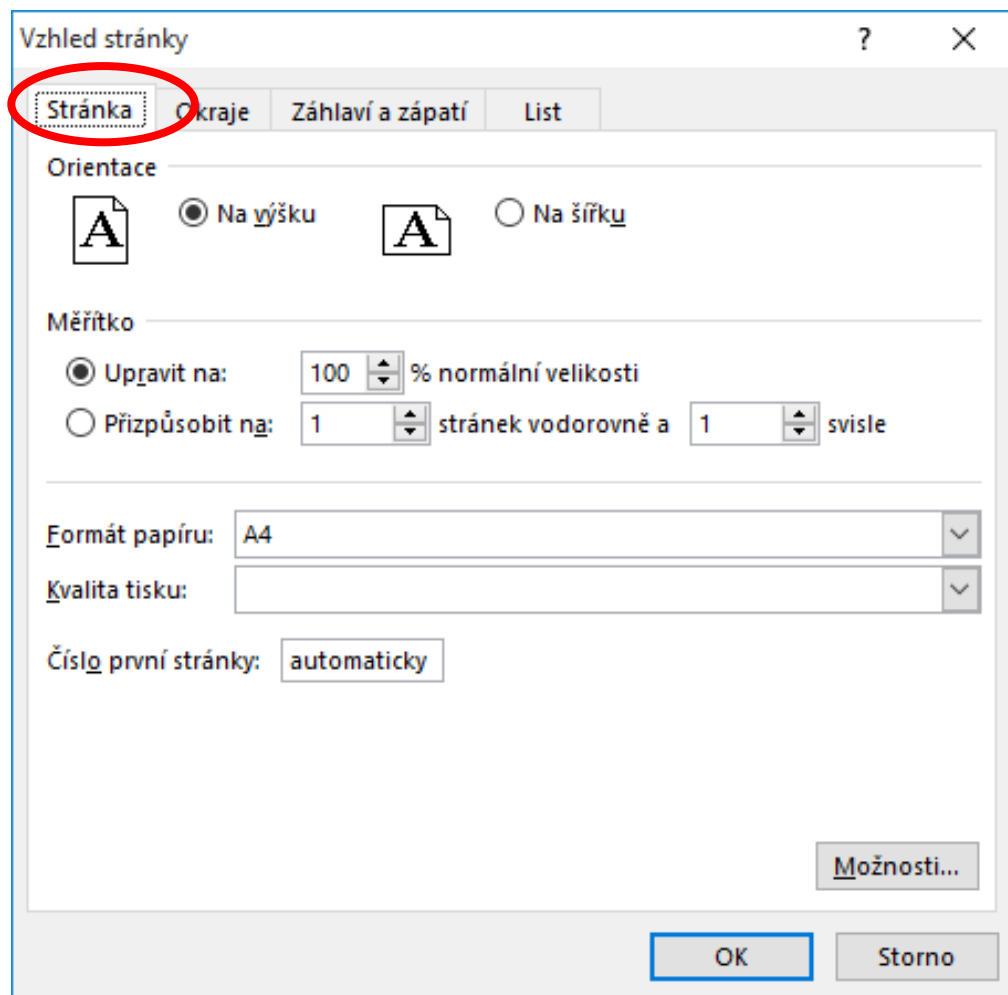 Vzhled stránky ?
Stránka Okraje Záhlaví a zápatí List
Orientace
A Na výšku A Na šířku
Měřítko
Upravit na: 100 % normální velikosti
Přizpůsobit na: 1 stránek vodorovně a 1 svisle
Formát papíru: A4
Kvalita tisku:
Číslo první stránky: automaticky
Možnosti...
OK Storno